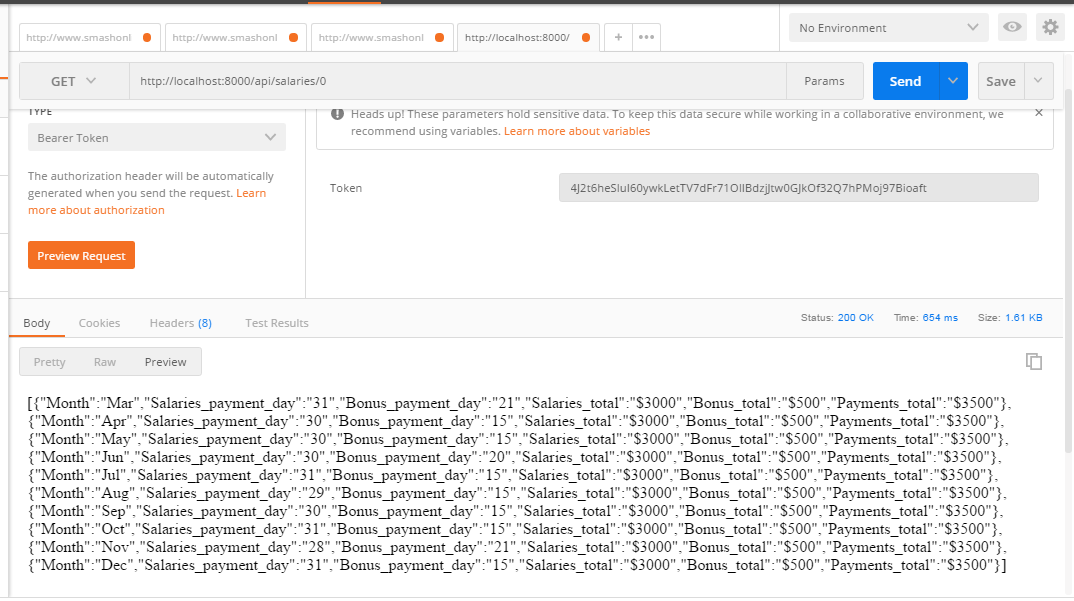 http://www.smashonl
http://www.smashonl
http://www.smashonl
http://localhost:8000/
No Environment
GET
http://localhost:8000/api/salaries/0
Params
Send
Save
TYPE
Bearer Token
The authorization header will be automatically
generated when you send the request. Learn
more about authorization
Preview Request
Heads up! These parameters hold sensitive data. To keep this data secure while working in a collaborative environment, we
recommend using variables. Learn more about variables
Token
Body
Cookies
Headers (8)
Test Results
Status: 200 OK
Time: 654 ms
Size: 1.61 KB
Pretty
Raw
Preview
[{"Month":"Mar","Salaries_payment_day":"31","Bonus_payment_day":"21","Salaries_total":"$3000","Bonus_total":"$500","Payments_total":"$3500"},
{"Month":"Apr","Salaries_payment_day":"30","Bonus_payment_day":"15","Salaries_total":"$3000","Bonus_total":"$500","Payments_total":"$3500"},
{"Month":"May","Salaries_payment_day":"30","Bonus_payment_day":"15","Salaries_total":"$3000","Bonus_total":"$500","Payments_total":"$3500"},
{"Month":"Jun","Salaries_payment_day":"30","Bonus_payment_day":"20","Salaries_total":"$3000","Bonus_total":"$500","Payments_total":"$3500"},
{"Month":"Jul","Salaries_payment_day":"31","Bonus_payment_day":"15","Salaries_total":"$3000","Bonus_total":"$500","Payments_total":"$3500"},
{"Month":"Aug","Salaries_payment_day":"29","Bonus_payment_day":"15","Salaries_total":"$3000","Bonus_total":"$500","Payments_total":"$3500"},
{"Month":"Sep","Salaries_payment_day":"30","Bonus_payment_day":"15","Salaries_total":"$3000","Bonus_total":"$500","Payments_total":"$3500"},
{"Month":"Oct","Salaries_payment_day":"31","Bonus_payment_day":"15","Salaries_total":"$3000","Bonus_total":"$500","Payments_total":"$3500"},
{"Month":"Nov","Salaries_payment_day":"28","Bonus_payment_day":"21","Salaries_total":"$3000","Bonus_total":"$500","Payments_total":"$3500"},
{"Month":"Dec","Salaries_payment_day":"31","Bonus_payment_day":"15","Salaries_total":"$3000","Bonus_total":"$500","Payments_total":"$3500"}]